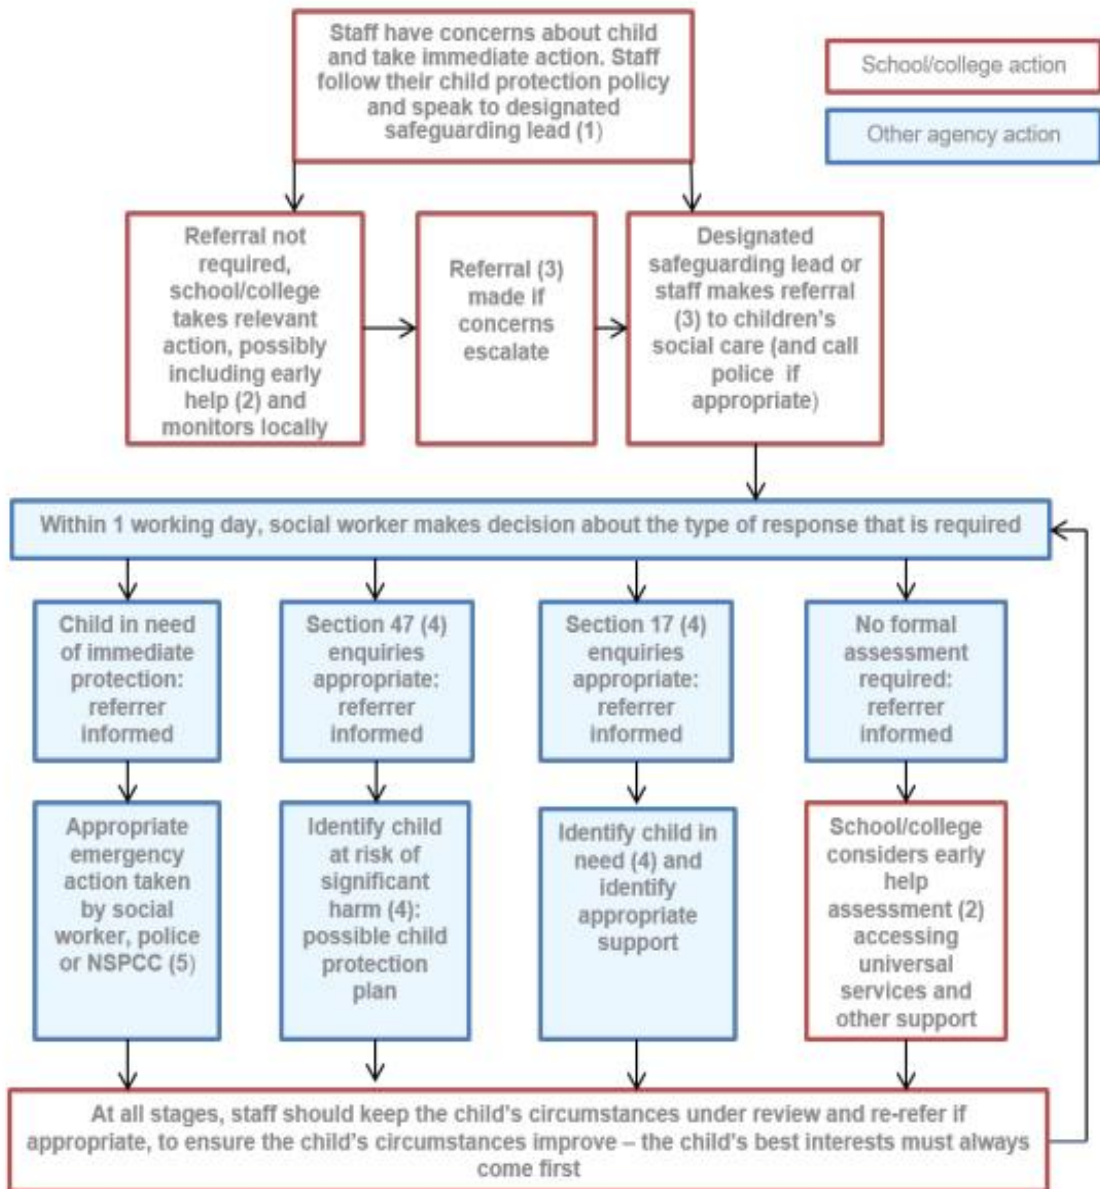 Staff have concerns about child
and take immediate action. Staff
follow their child protection policy
and speak to designated
safeguarding lead (1)
School/college action
Other agency action
Referral not
required,
school/college
takes relevant
action, possibly
including early
help (2) and
monitors locally
Referral (3)
made if
concerns
escalate
Designated
safeguarding lead or
staff makes referral
(3) to children's
social care (and call
police if
appropriate)
Within 1 working day, social worker makes decision about the type of response that is required
Child in need
of immediate
protection:
referrer
informed
Section 47 (4)
enquiries
appropriate:
referrer
informed
Section 17 (4)
enquiries
appropriate:
referrer
informed
No formal
assessment
required:
referrer
informed
Appropriate
emergency
action taken
by social
worker, police
or NSPCC (5)
Identify child
at risk of
significant
harm (4):
possible child
protection
plan
Identify child in
need (4) and
identify
appropriate
support
School/college
considers early
help
assessment (2)
accessing
universal
services and
other support
At all stages, staff should keep the child's circumstances under review and re-refer if
appropriate, to ensure the child's circumstances improve – the child's best interests must always
come first